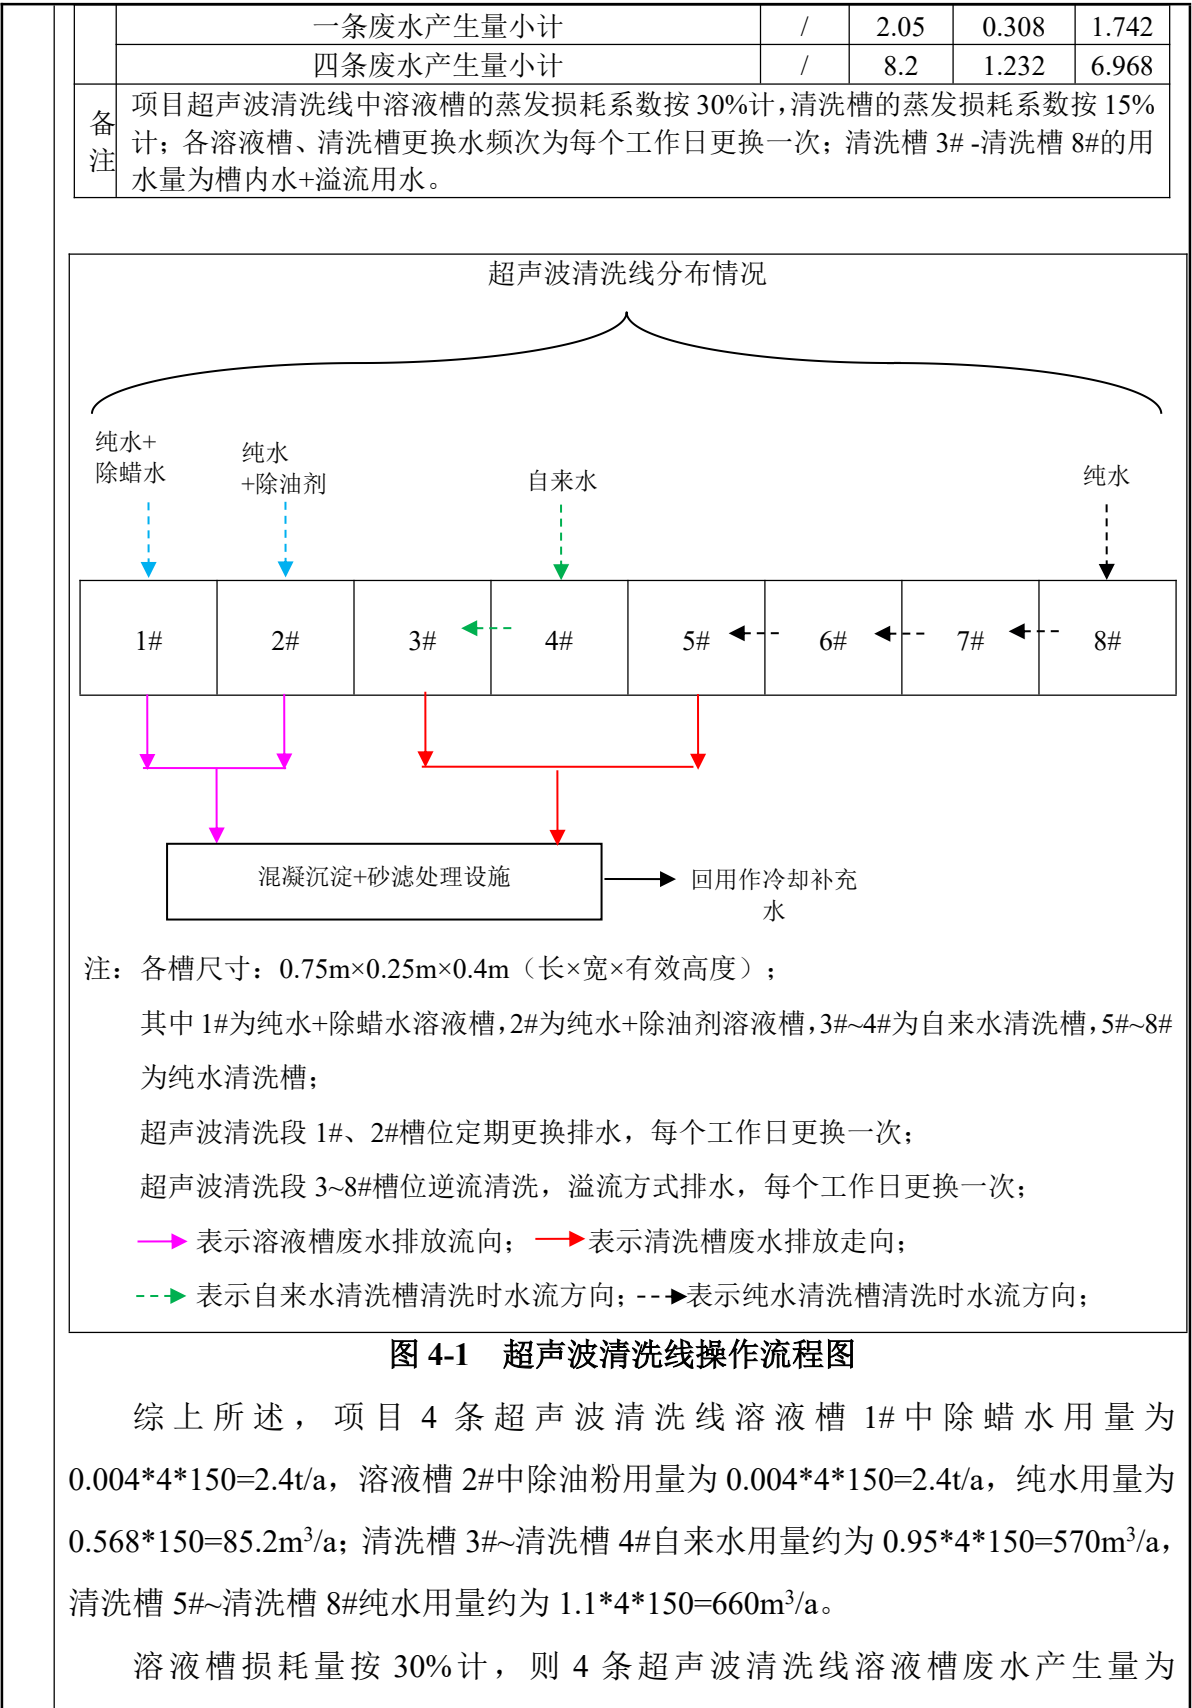 一条废水产生量小计 / 2.05 0.308 1.742
四条废水产生量小计 / 8.2 1.232 6.968
备注
项目超声波清洗线中溶液槽的蒸发损耗系数按 30%计，清洗槽的蒸发损耗系数按 15%
计；各溶液槽、清洗槽更换水频次为每个工作日更换一次；清洗槽 3# -清洗槽 8#的用
水量为槽内水+溢流用水。
超声波清洗线分布情况
纯水+
除蜡水
纯水
+除油剂
自来水
纯水
1# 2# 3# 4# 5# 6# 7# 8#
混凝沉淀+砂滤处理设施
回用作冷却补充
水
注：各槽尺寸：0.75m×0.25m×0.4m（长×宽×有效高度）；
其中 1#为纯水+除蜡水溶液槽，2#为纯水+除油剂溶液槽，3#~4#为自来水清洗槽，5#~8#
为纯水清洗槽；
超声波清洗段 1#、2#槽位定期更换排水，每个工作日更换一次；
超声波清洗段 3~8#槽位逆流清洗，溢流方式排水，每个工作日更换一次；
表示溶液槽废水排放流向； 表示清洗槽废水排放走向；
表示自来水清洗槽清洗时水流方向； 表示纯水清洗槽清洗时水流方向；
图 4-1 超声波清洗线操作流程图
综上所述，项目 4 条超声波清洗线溶液槽 1#中除蜡水用量为
0.004*4*150=2.4t/a，溶液槽 2#中除油粉用量为 0.004*4*150=2.4t/a，纯水用量为
0.568*150=85.2m³/a；清洗槽 3#~清洗槽 4#自来水用量约为 0.95*4*150=570m³/a，
清洗槽 5#~清洗槽 8#纯水用量约为 1.1*4*150=660m³/a。
溶液槽损耗量按 30%计，则 4 条超声波清洗线溶液槽废水产生量为